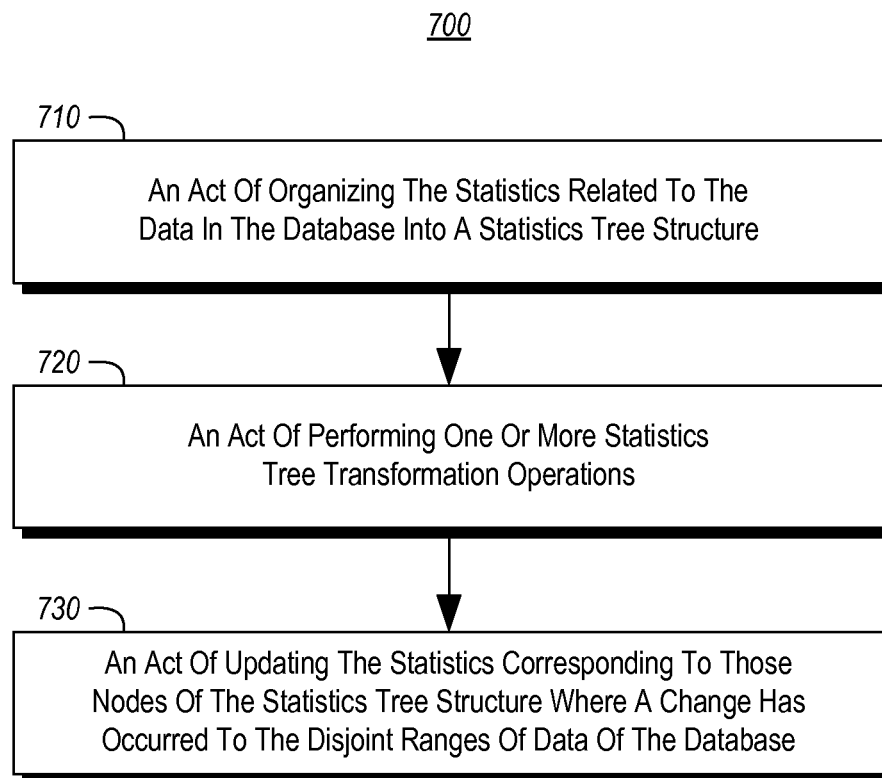 700
710
An Act Of Organizing The Statistics Related To The
Data In The Database Into A Statistics Tree Structure
720
An Act Of Performing One Or More Statistics
Tree Transformation Operations
730
An Act Of Updating The Statistics Corresponding To Those
Nodes Of The Statistics Tree Structure Where A Change Has
Occurred To The Disjoint Ranges Of Data Of The Database